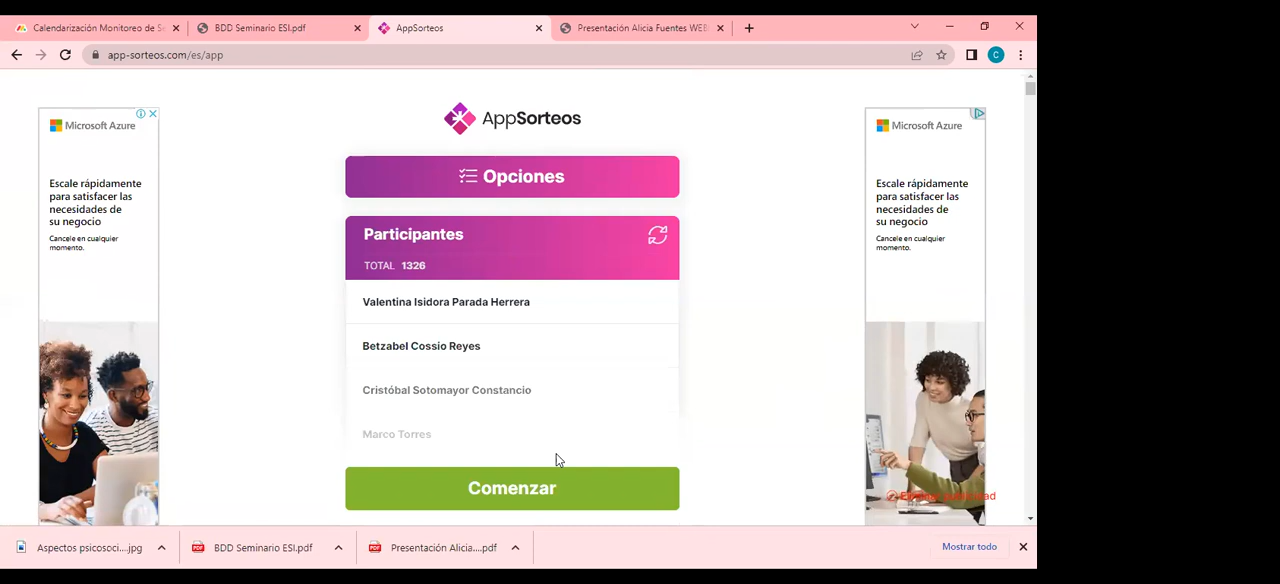 Calendarización Monitoreo de Se
BDD Seminario ESI.pdf
AppSorteos
Presentación Alicia Fuentes WEBI
app-sorteos.com/es/app
C
Microsoft Azure
Escale rápidamente
para satisfacer las
necesidades de
su negocio
Cancele en cualquier
momento.
AppSorteos
Opciones
Participantes
TOTAL 1326
Valentina Isidora Parada Herrera
Betzabel Cossio Reyes
Cristóbal Sotomayor Constancio
Marco Torres
Comenzar
Microsoft Azure
Escale rápidamente
para satisfacer las
necesidades de
su negocio
Cancele en cualquier
momento.
Aspectos psicosoci....jpg
BDD Seminario ESI.pdf
Presentación Alicia....pdf
Mostrar todo